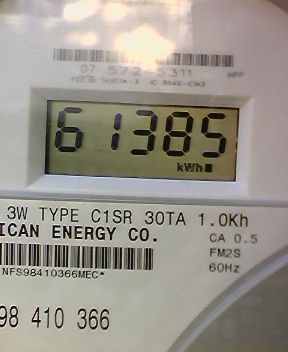 07 572-5311 HPP
61385
kWh
3W TYPE C1SR 30TA 1.0Kh
ICAN ENERGY CO.
CA 0.5
FM2S
60Hz
NFS98410366MEC*
98 410 366